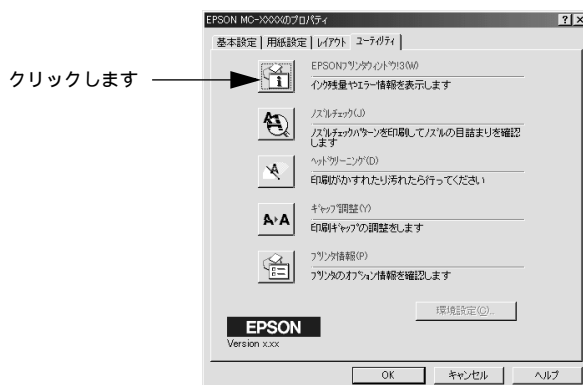 EPSON MC-XXXXのプロパティ
基本設定 用紙設定 レイアウト ユーティリティ
クリックします
EPSONプリンタウィンドウ!3(W)
インク残量やエラー情報を表示します
ノズルチェック(J)
ノズルチェックパターンを印刷してノズルの目詰まりを確認
します
ヘッドクリーニング(D)
印刷がかすれたり汚れたら行ってください
ギャップ調整(Y)
印刷ギャップの調整をします
プリンタ情報(P)
プリンタのオプション情報を確認します
環境設定(C)...
EPSON
Version x.xx
OK キャンセル ヘルプ